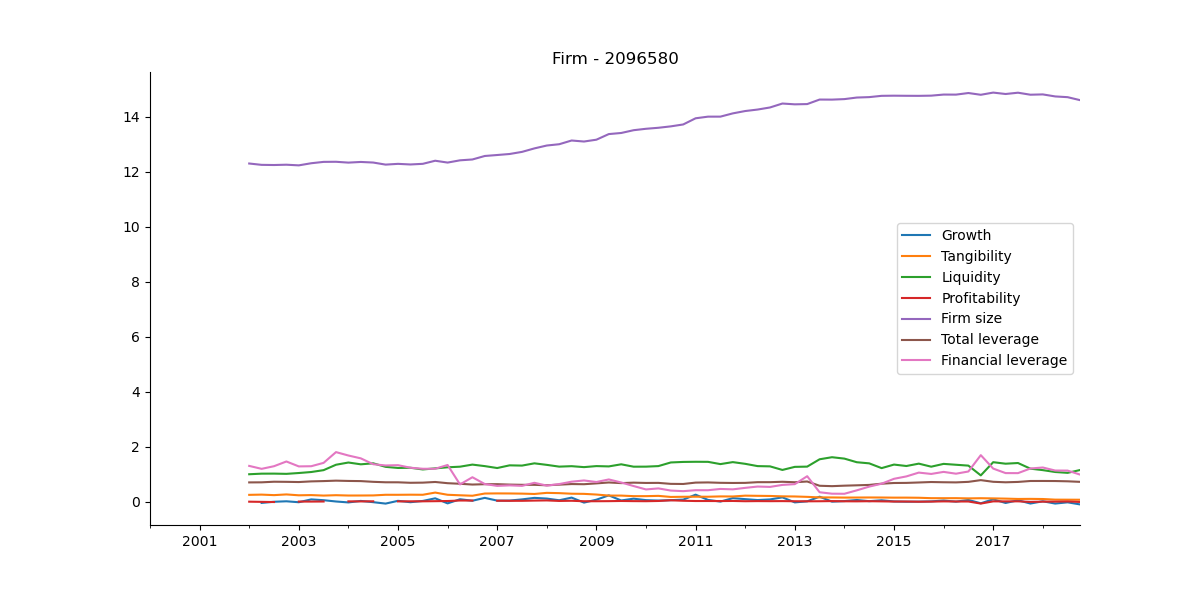 Firm - 2096580
14
12
10
8
6
4
2
0
Growth
Tangibility
Liquidity
Profitability
Firm size
Total leverage
Financial leverage
2001 2003 2005 2007 2009 2011 2013 2015 2017